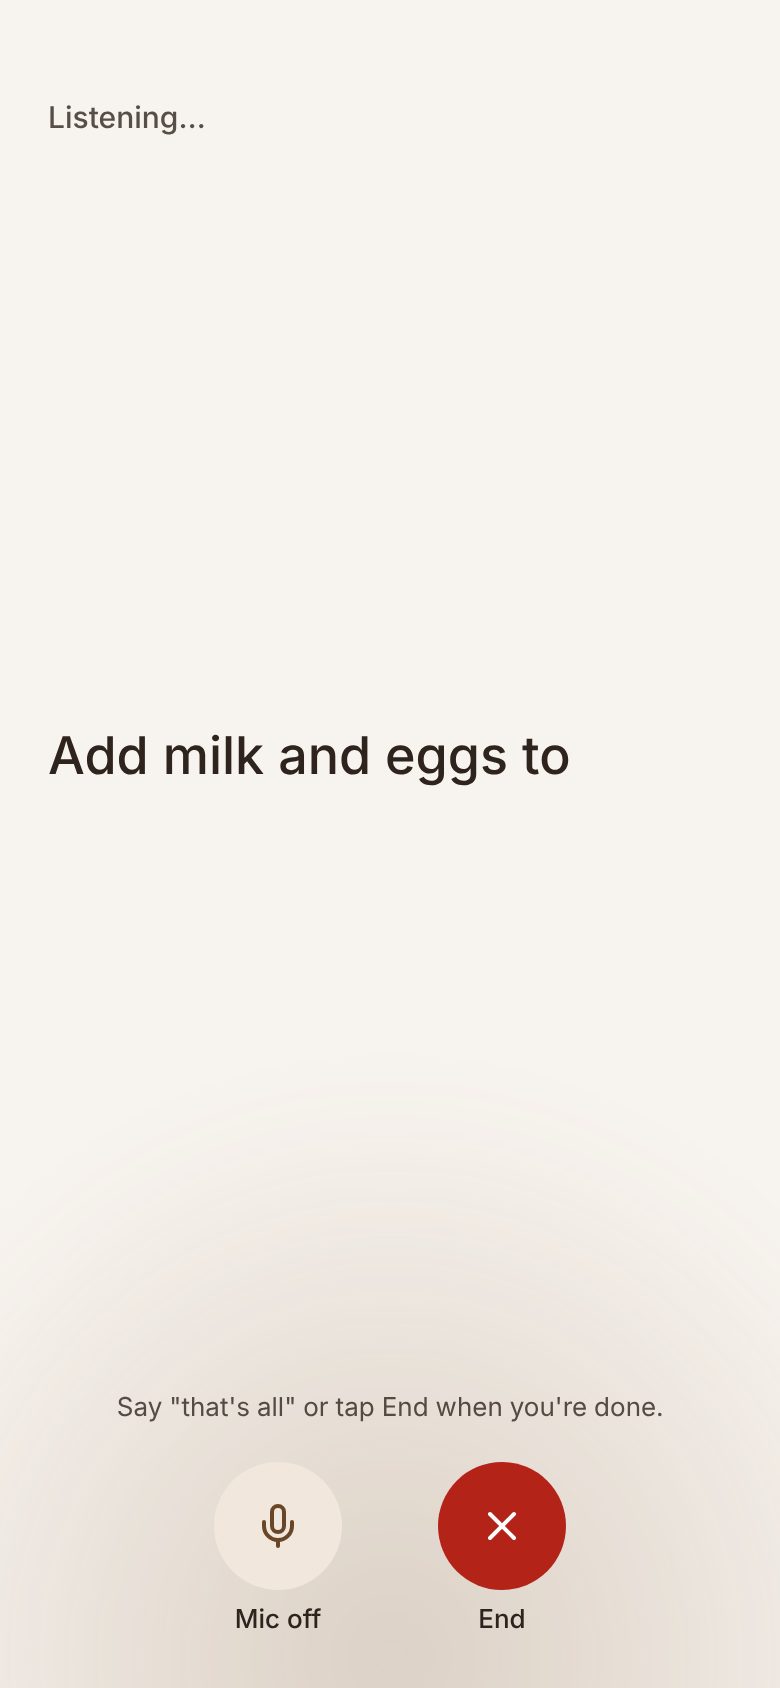 Listening...
Add milk and eggs to
Say "that's all" or tap End when you're done.
Mic off
End